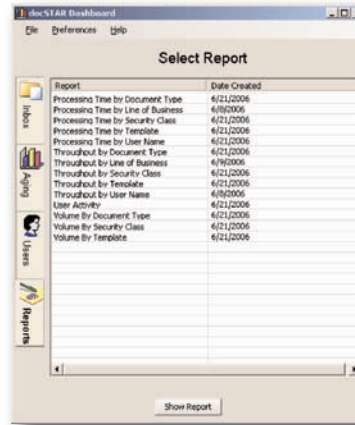 docSTAR Dashboard
File Preferences Help
Select Report
Report Date Created
Processing Time by Document Type 6/21/2006
Processing Time by Line of Business 6/8/2006
Processing Time by Security Class 6/21/2006
Processing Time by Template 6/21/2006
Processing Time by User Name 6/21/2006
Throughput by Document Type 6/21/2006
Throughput by Line of Business 6/9/2006
Throughput by Security Class 6/21/2006
Throughput by Template 6/21/2006
Throughput by User Name 6/8/2006
User Activity 6/21/2006
Volume By Document Type 6/21/2006
Volume By Security Class 6/21/2006
Volume By Template 6/21/2006
Inbox
Aging
Users
Reports
Show Report